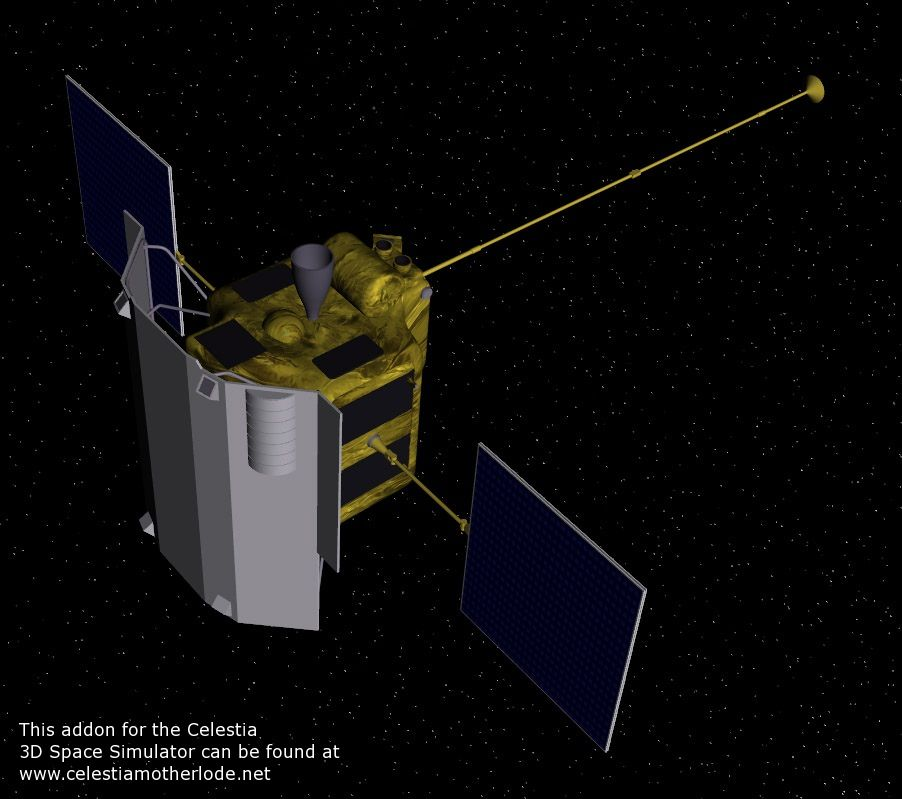 This addon for the Celestia
3D Space Simulator can be found at
www.celestiamotherlode.net